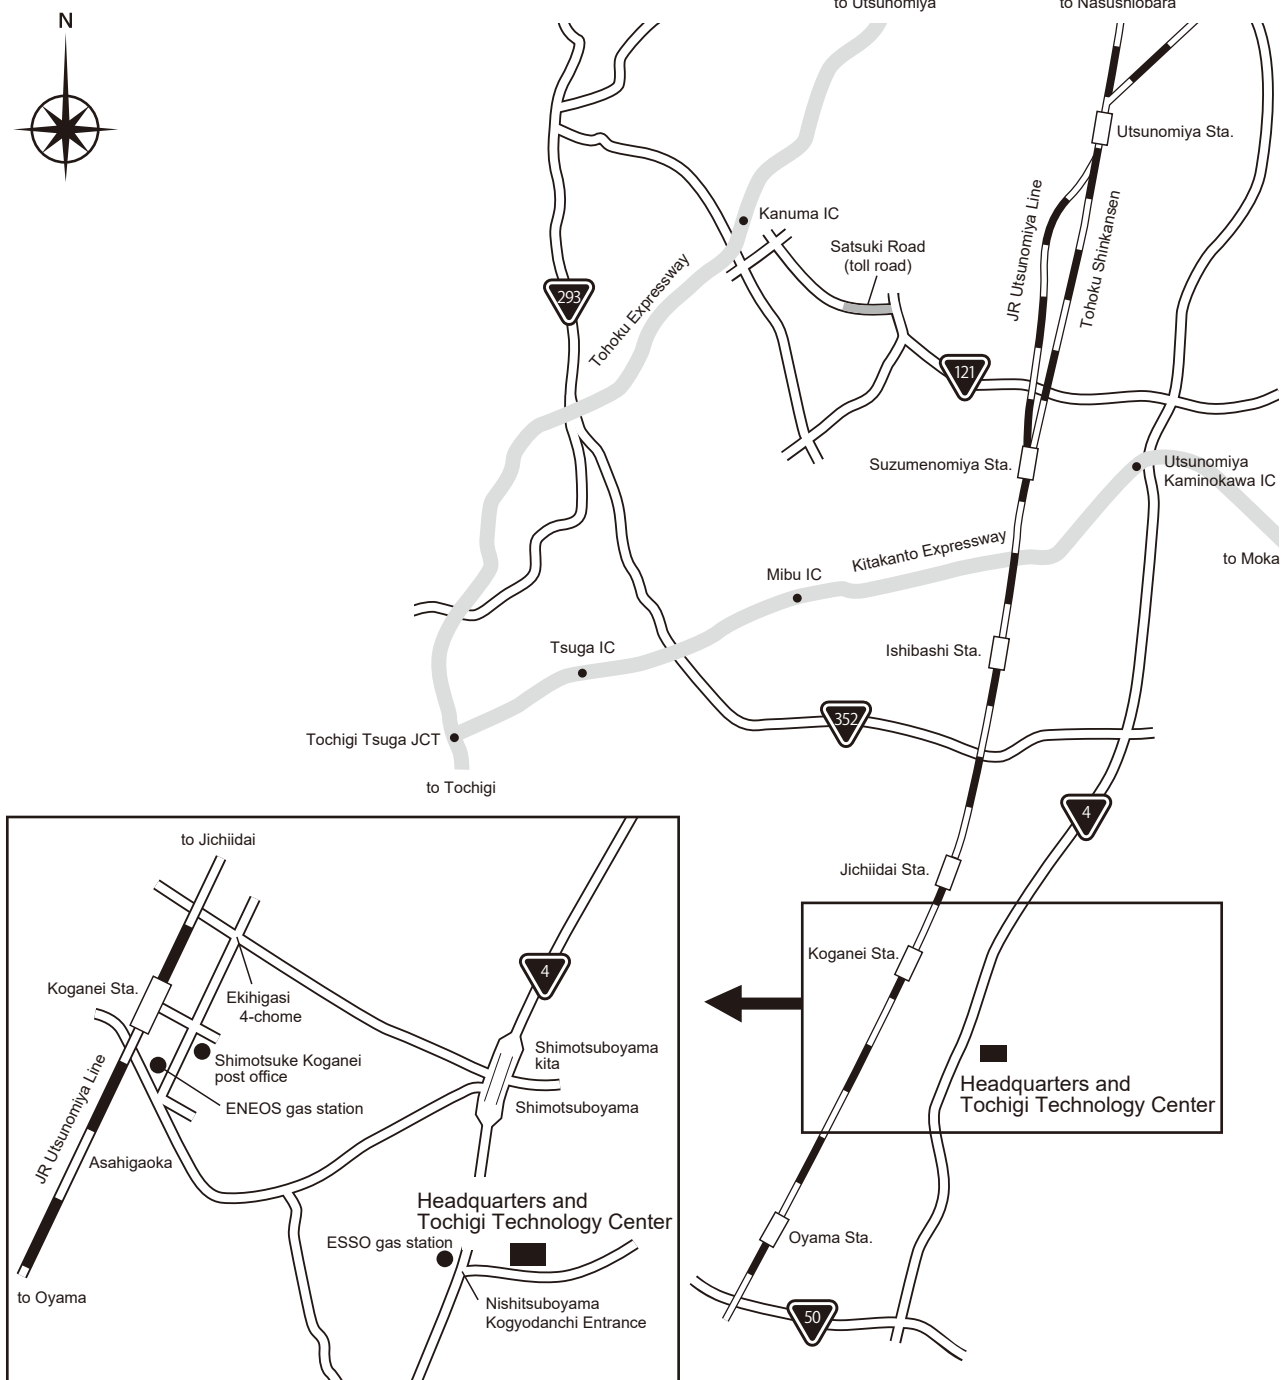 to Utsunomiya
to Nasushiobara
N
Utsunomiya Sta.
Kanuma IC
Satsuki Road
(toll road)
JR Utsunomiya Line
Tohoku Shinkansen
Tohoku Expressway
293
121
Suzumenomiya Sta.
Utsunomiya
Kaminokawa IC
Kitakanto Expressway
to Moka
Mibu IC
Tsuga IC
Ishibashi Sta.
352
Tochigi Tsuga JCT
to Tochigi
4
Jichiidai Sta.
Koganei Sta.
Headquarters and
Tochigi Technology Center
Oyama Sta.
50
to Jichiidai
4
Koganei Sta.
Ekihigasi
4-chome
Shimotsuboyama
kita
Shimotsuke Koganei
post office
ENEOS gas station
Shimotsuboyama
JR Utsunomiya Line
Asahigaoka
Headquarters and
Tochigi Technology Center
ESSO gas station
to Oyama
Nishitsuboyama
Kogyodanchi Entrance